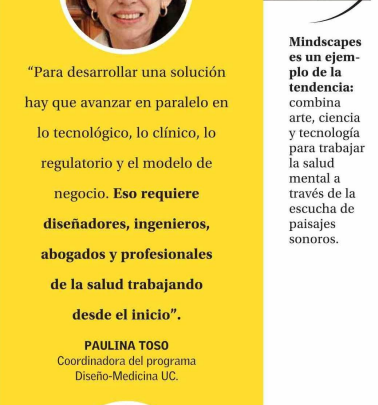 “Para desarrollar una solución
hay que avanzar en paralelo en
lo tecnológico, lo clínico, lo
regulatorio y el modelo de
negocio. Eso requiere
diseñadores, ingenieros,
abogados y profesionales
de la salud trabajando
desde el inicio”.
PAULINA TOSO
Coordinadora del programa
Diseño-Medicina UC.
Mindscapes
es un ejem-
plo de la
tendencia:
combina
arte, ciencia
y tecnología
para trabajar
la salud
mental a
través de la
escucha de
paisajes
sonoros.